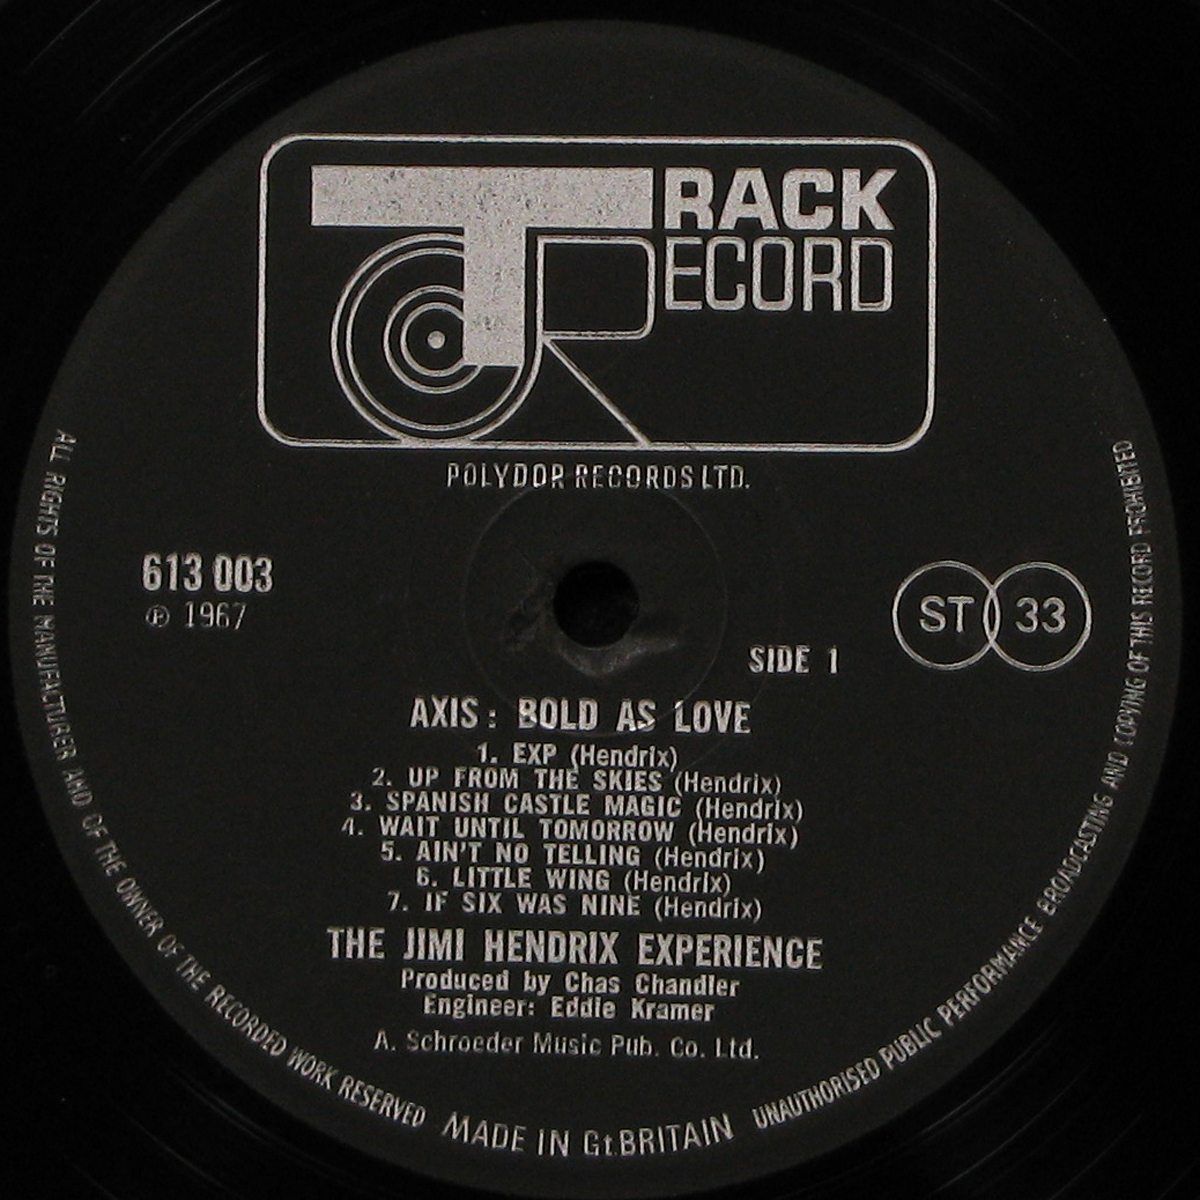 TRACK
RECORD
POLYDOR RECORDS LTD.
613 003
℗ 1967
ST 33
SIDE 1
AXIS: BOLD AS LOVE
1. EXP (Hendrix)
2. UP FROM THE SKIES (Hendrix)
3. SPANISH CASTLE MAGIC (Hendrix)
4. WAIT UNTIL TOMORROW (Hendrix)
5. AIN'T NO TELLING (Hendrix)
6. LITTLE WING (Hendrix)
7. IF SIX WAS NINE (Hendrix)
THE JIMI HENDRIX EXPERIENCE
Produced by Chas Chandler
Engineer: Eddie Kramer
A. Schroeder Music Pub. Co. Ltd.
ALL RIGHTS OF THE MANUFACTURER AND OF THE OWNER OF THE RECORDED WORK RESERVED
MADE IN Gt.BRITAIN
UNAUTHORISED PUBLIC PERFORMANCE BROADCASTING AND COPYING OF THIS RECORD PROHIBITED